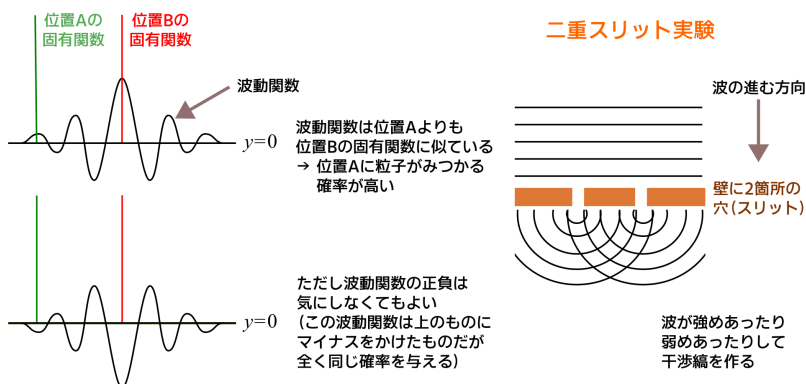 位置Aの
固有関数
位置Bの
固有関数
波動関数
y=0
波動関数は位置Aよりも
位置Bの固有関数に似ている
→ 位置Aに粒子がみつかる
確率が高い
y=0
ただし波動関数の正負は
気にしなくてもよい
(この波動関数は上のものに
マイナスをかけたものだが
全く同じ確率を与える)
二重スリット実験
波の進む方向
壁に2箇所の
穴(スリット)
波が強めあったり
弱めあったりして
干渉縞を作る